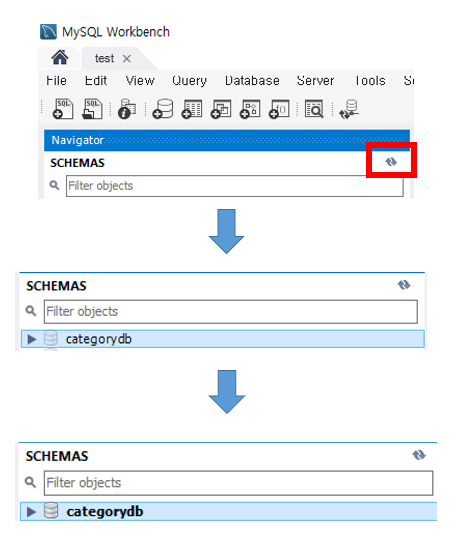 MySQL Workbench
test ×
File Edit View Query Database Server Tools Sc
SQL SQL
Navigator
SCHEMAS
Filter objects
SCHEMAS
Filter objects
categorydb
SCHEMAS
Filter objects
categorydb